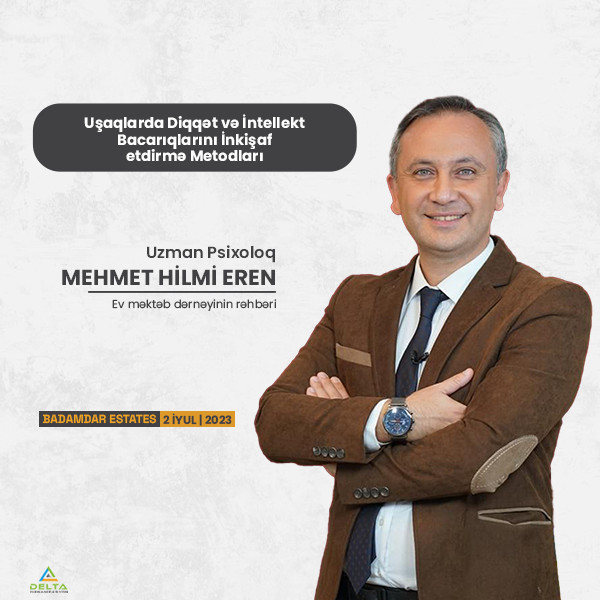 Uşaqlarda Diqqət və İntellekt
Bacarıqlarını İnkişaf
etdirmə Metodları
Uzman Psixoloq
MEHMET HİLMİ EREN
Ev məktəb dərnəyinin rəhbəri
BADAMDAR ESTATES 2 İYUL | 2023
DELTA